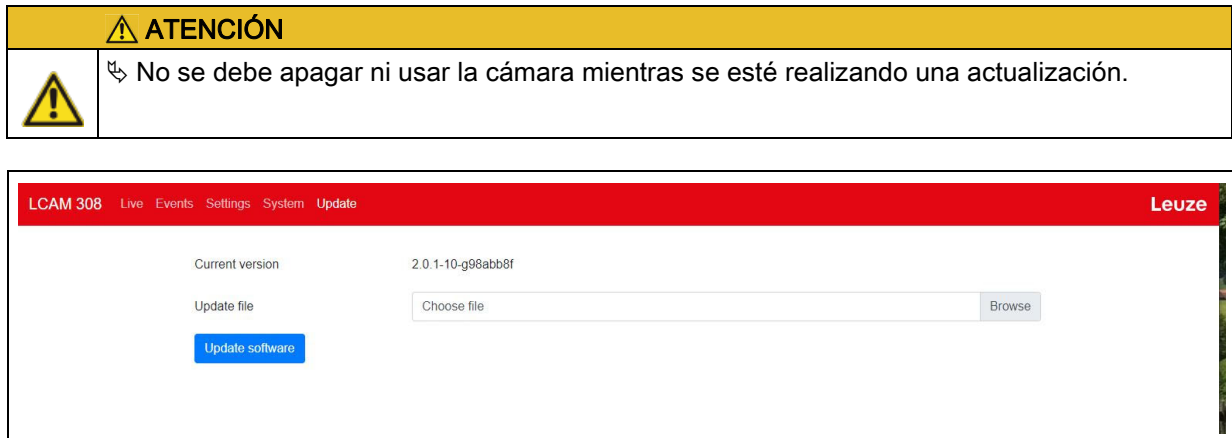 ATENCIÓN
No se debe apagar ni usar la cámara mientras se esté realizando una actualización.
LCAM 308 Live Events Settings System Update Leuze
Current version 2.0.1-10-g98abb8f
Update file Choose file Browse
Update software